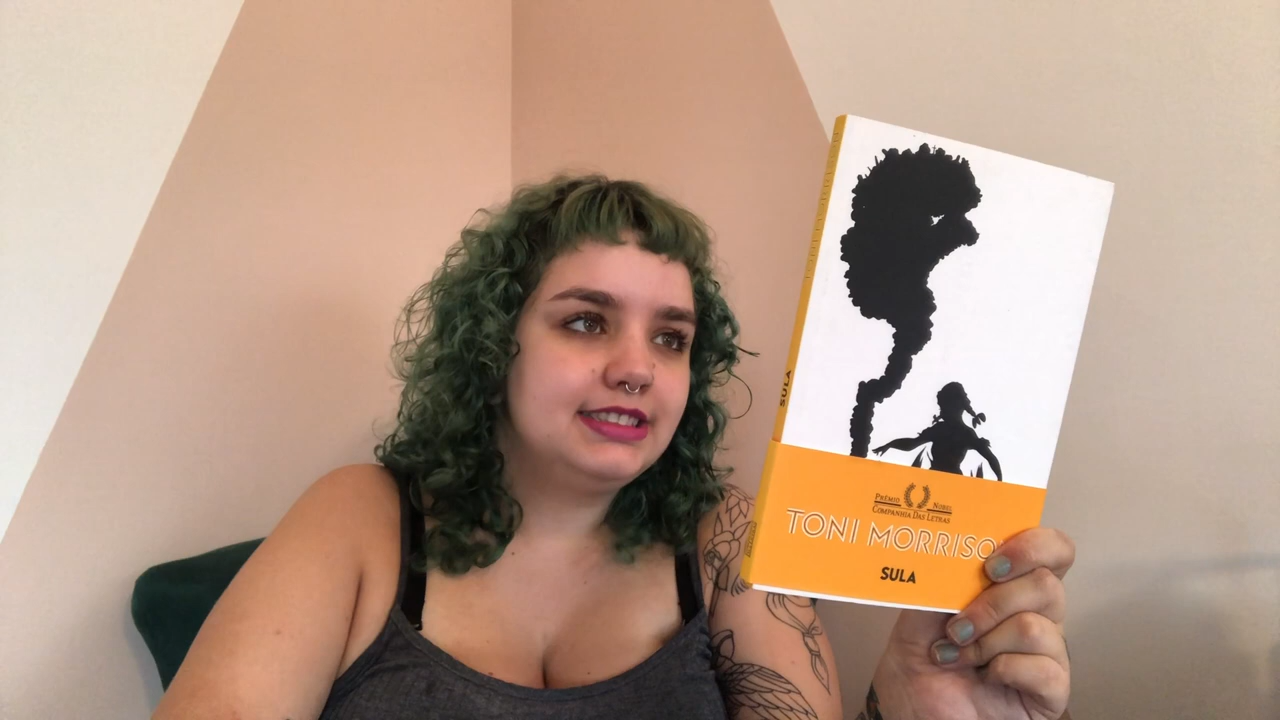 SULA
PRÊMIO NOBEL
COMPANHIA DAS LETRAS
TONI MORRISO
SULA